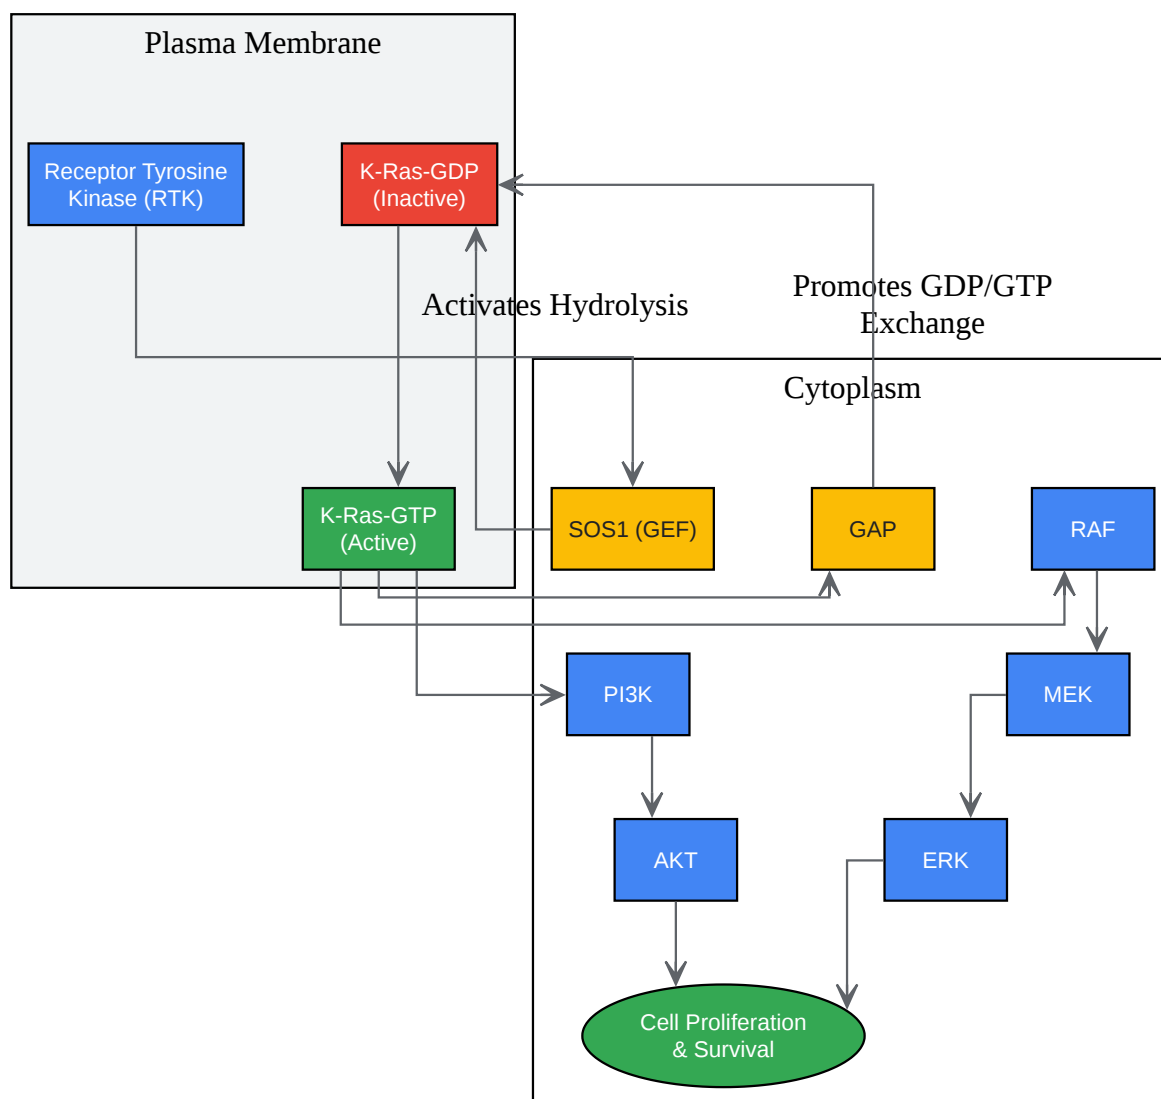 Plasma Membrane
Receptor Tyrosine
Kinase (RTK)
K-Ras-GDP
(Inactive)
Activates Hydrolysis
Promotes GDP/GTP
Exchange
Cytoplasm
K-Ras-GTP
(Active)
SOS1 (GEF)
GAP
RAF
PI3K
MEK
AKT
ERK
Cell Proliferation
& Survival